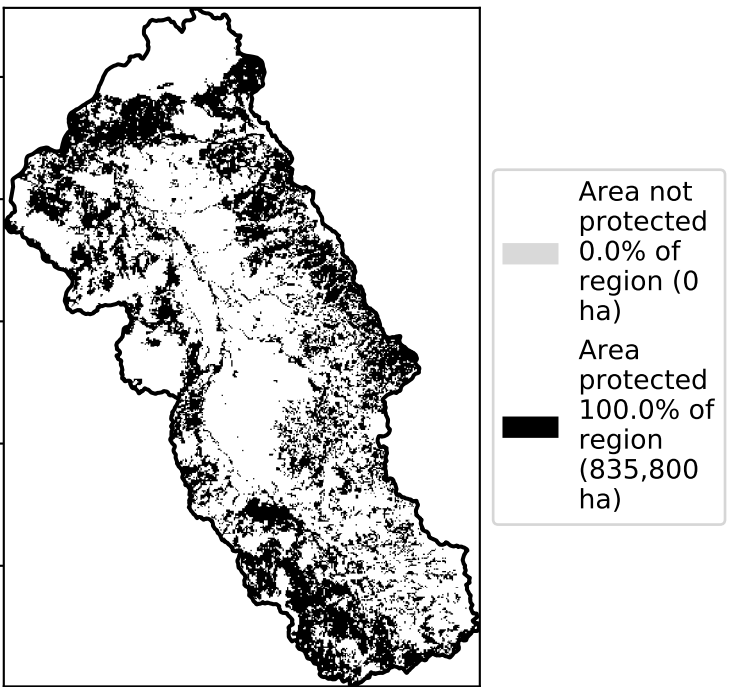 Area not
protected
0.0% of
region (0
ha)
Area
protected
100.0% of
region
(835,800
ha)